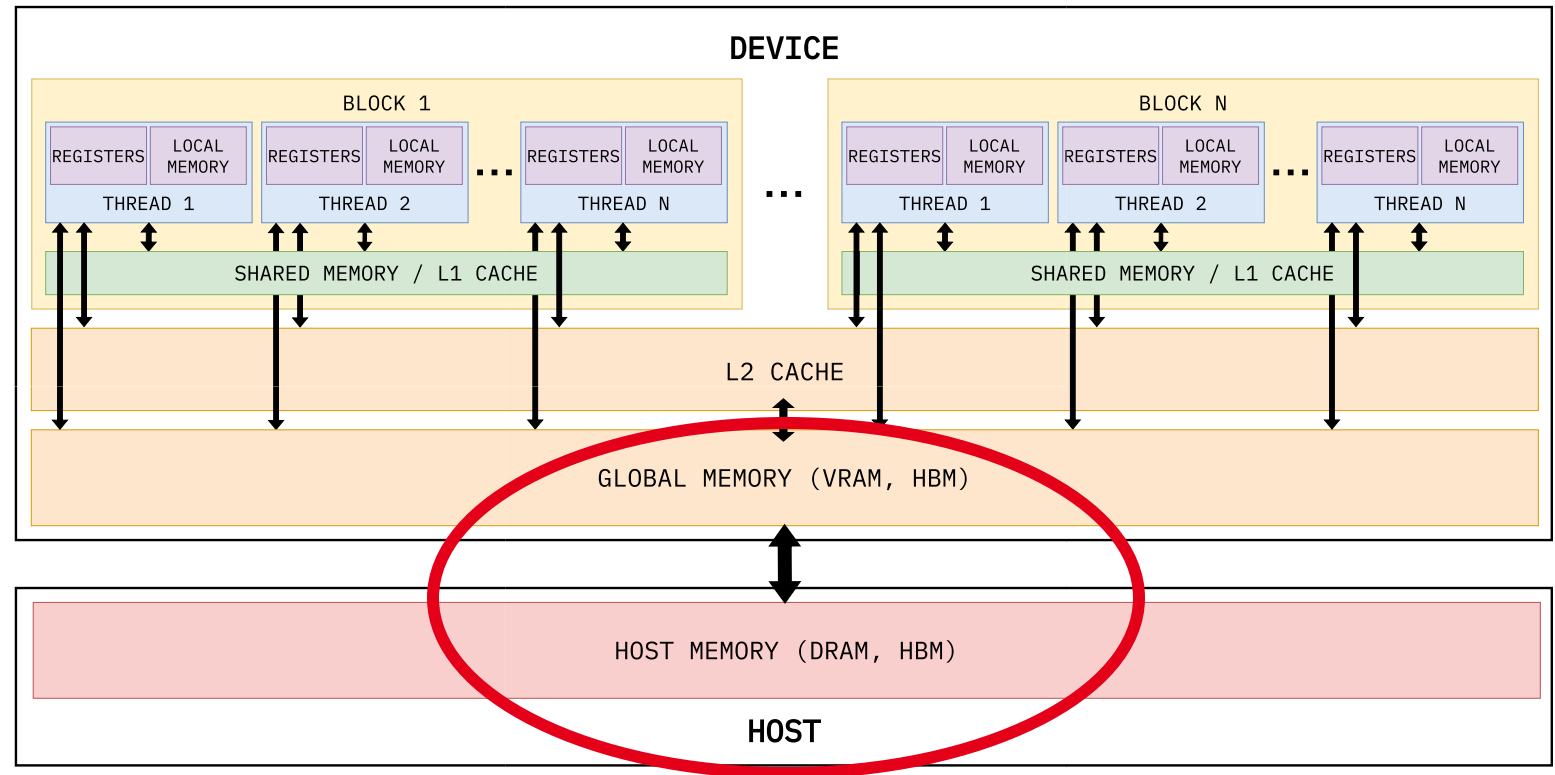 DEVICE
BLOCK 1
REGISTERS
LOCAL
MEMORY
THREAD 1
REGISTERS
LOCAL
MEMORY
THREAD 2
...
REGISTERS
LOCAL
MEMORY
THREAD N
SHARED MEMORY / L1 CACHE
...
BLOCK N
REGISTERS
LOCAL
MEMORY
THREAD 1
REGISTERS
LOCAL
MEMORY
THREAD 2
...
REGISTERS
LOCAL
MEMORY
THREAD N
SHARED MEMORY / L1 CACHE
L2 CACHE
GLOBAL MEMORY (VRAM, HBM)
HOST MEMORY (DRAM, HBM)
HOST